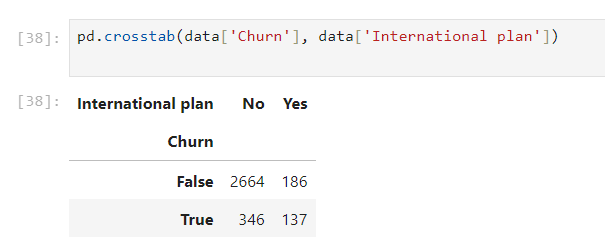 [38]: pd.crosstab(data['Churn'], data['International plan'])
[38]: International plan No Yes
Churn
False 2664 186
True 346 137